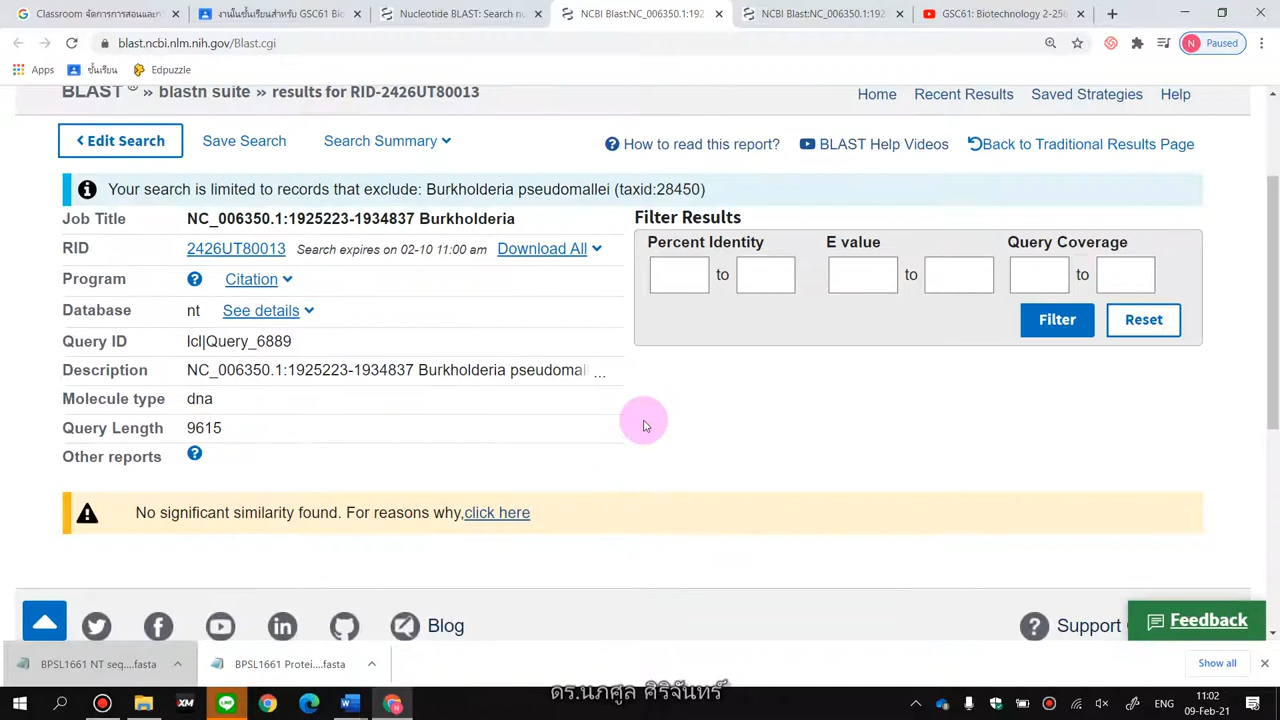 Classroom จัดการการสอนและก
งานในชั้นเรียนสำหรับ GSC61 Bi
Nucleotide BLAST: Search nu
NCBI Blast:NC_006350.1:192
NCBI Blast:NC_006350.1:192
GSC61: Biotechnology 2-256
blast.ncbi.nlm.nih.gov/Blast.cgi
N Paused
Apps
ชั้นเรียน
Edpuzzle
BLAST ® » blastn suite » results for RID-2426UT80013
Home Recent Results Saved Strategies Help
Edit Search Save Search Search Summary
How to read this report? BLAST Help Videos Back to Traditional Results Page
Your search is limited to records that exclude: Burkholderia pseudomallei (taxid:28450)
Job Title NC_006350.1:1925223-1934837 Burkholderia
RID 2426UT80013 Search expires on 02-10 11:00 am Download All
Program Citation
Database nt See details
Query ID lcl|Query_6889
Description NC_006350.1:1925223-1934837 Burkholderia pseudomal ...
Molecule type dna
Query Length 9615
Other reports
Filter Results
Percent Identity E value Query Coverage
to to to
Filter Reset
No significant similarity found. For reasons why,click here
Blog
Support
Feedback
BPSL1661 NT seq....fasta
BPSL1661 Protei....fasta
Show all
ดร.นภศูล ศิริจันทร์
ENG
11:02
09-Feb-21